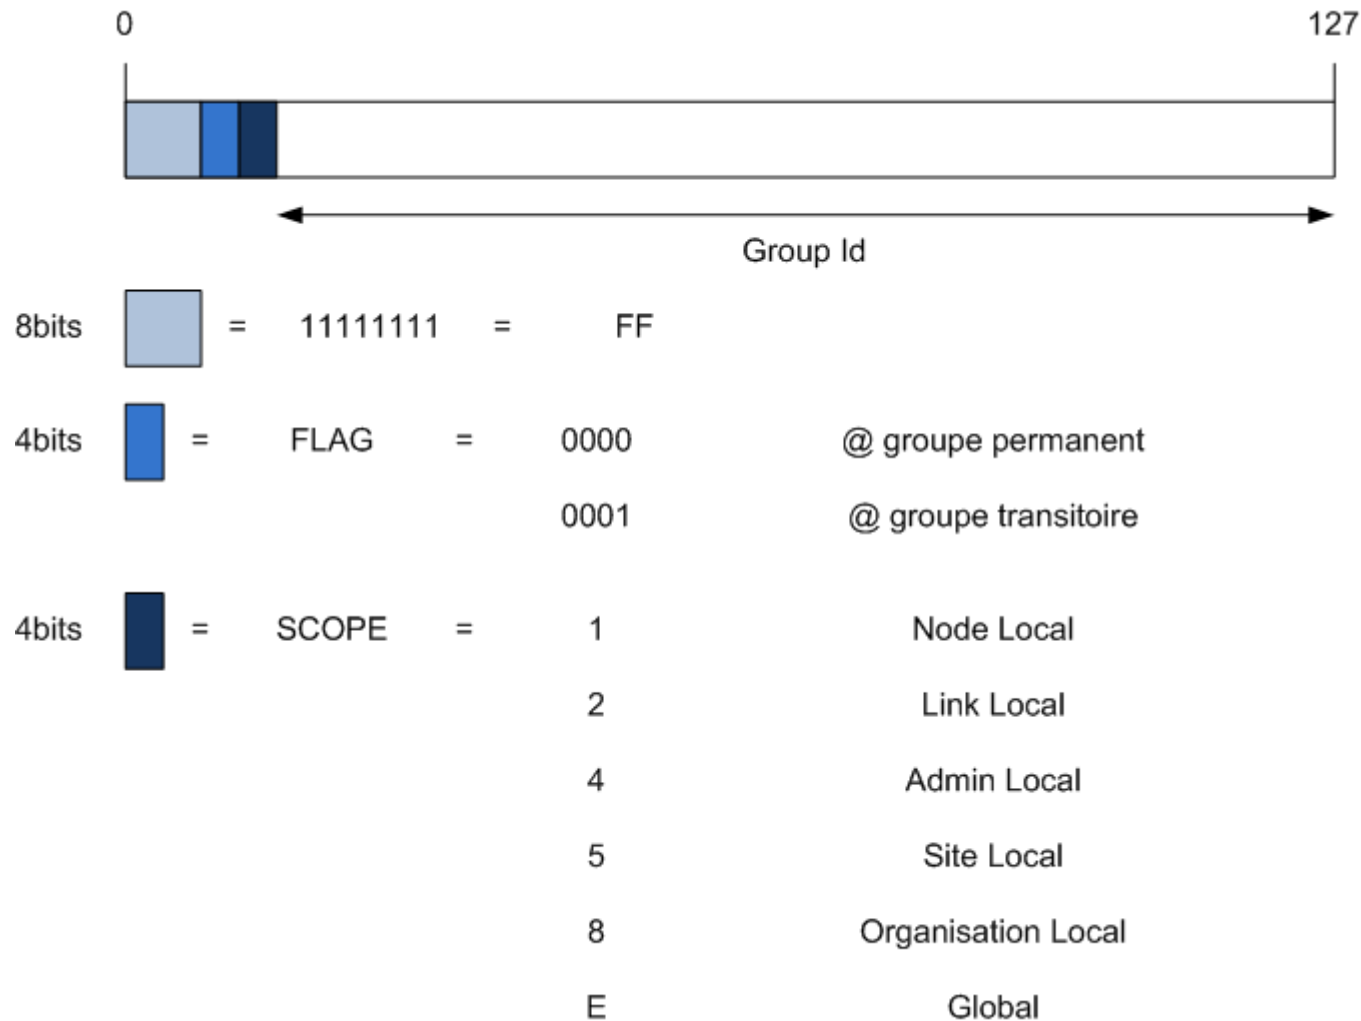 0 127
Group Id
8bits = 11111111 = FF
4bits = FLAG = 0000 @ groupe permanent
0001 @ groupe transitoire
4bits = SCOPE = 1 Node Local
2 Link Local
4 Admin Local
5 Site Local
8 Organisation Local
E Global